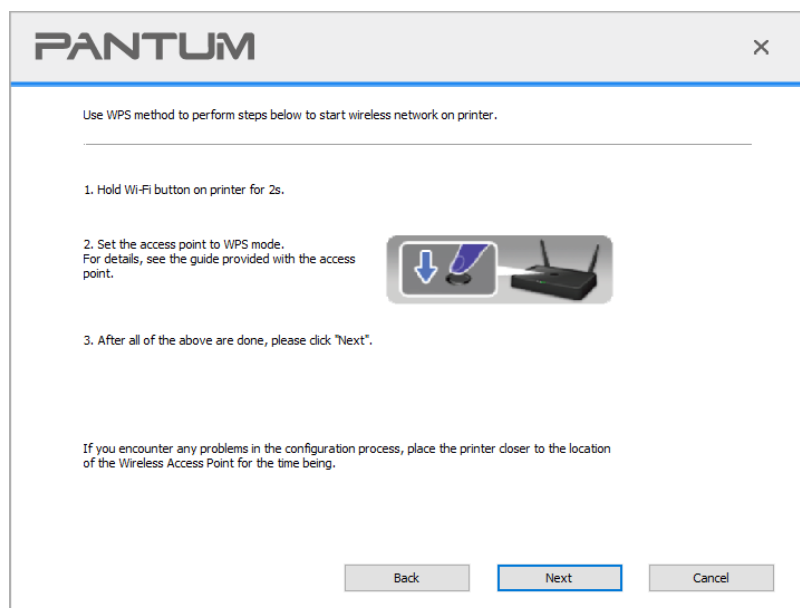 PANTUM
Use WPS method to perform steps below to start wireless network on printer.
1. Hold Wi-Fi button on printer for 2s.
2. Set the access point to WPS mode.
For details, see the guide provided with the access
point.
3. After all of the above are done, please click "Next".
If you encounter any problems in the configuration process, place the printer closer to the location
of the Wireless Access Point for the time being.
Back
Next
Cancel